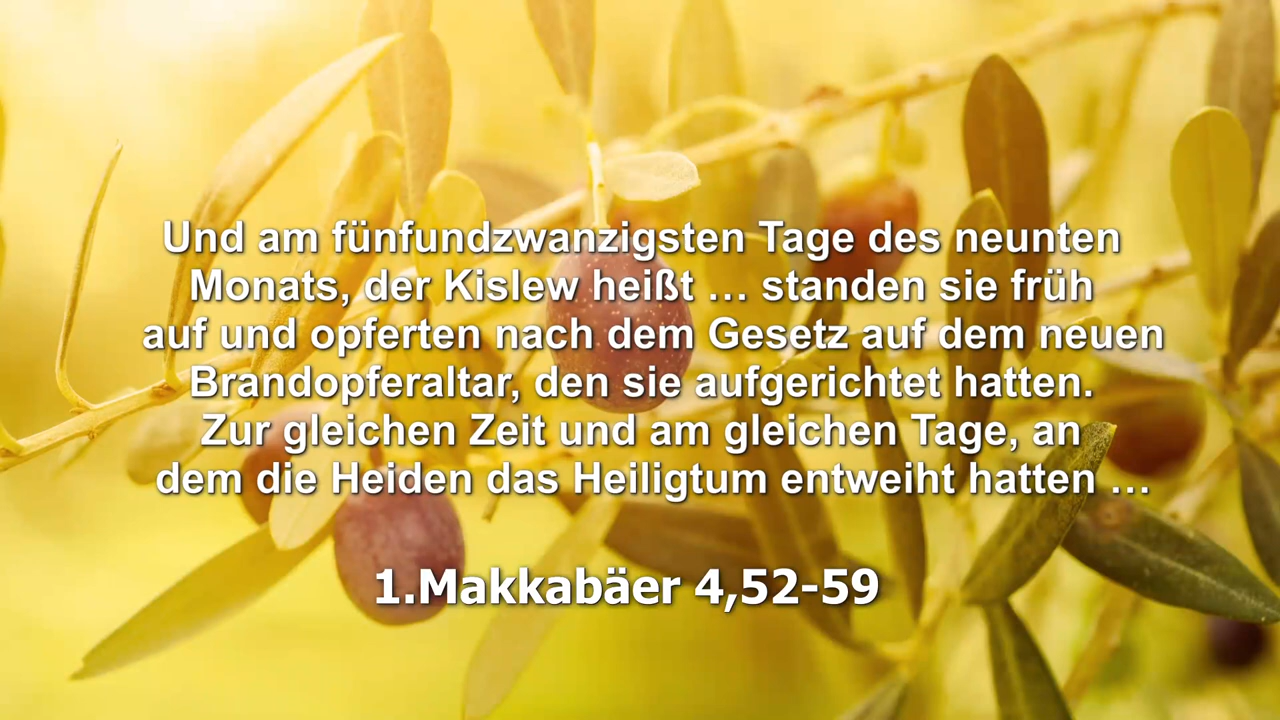 Und am fünfundzwanzigsten Tage des neunten
Monats, der Kislew heißt … standen sie früh
auf und opferten nach dem Gesetz auf dem neuen
Brandopferaltar, den sie aufgerichtet hatten.
Zur gleichen Zeit und am gleichen Tage, an
dem die Heiden das Heiligtum entweiht hatten …
1.Makkabäer 4,52-59